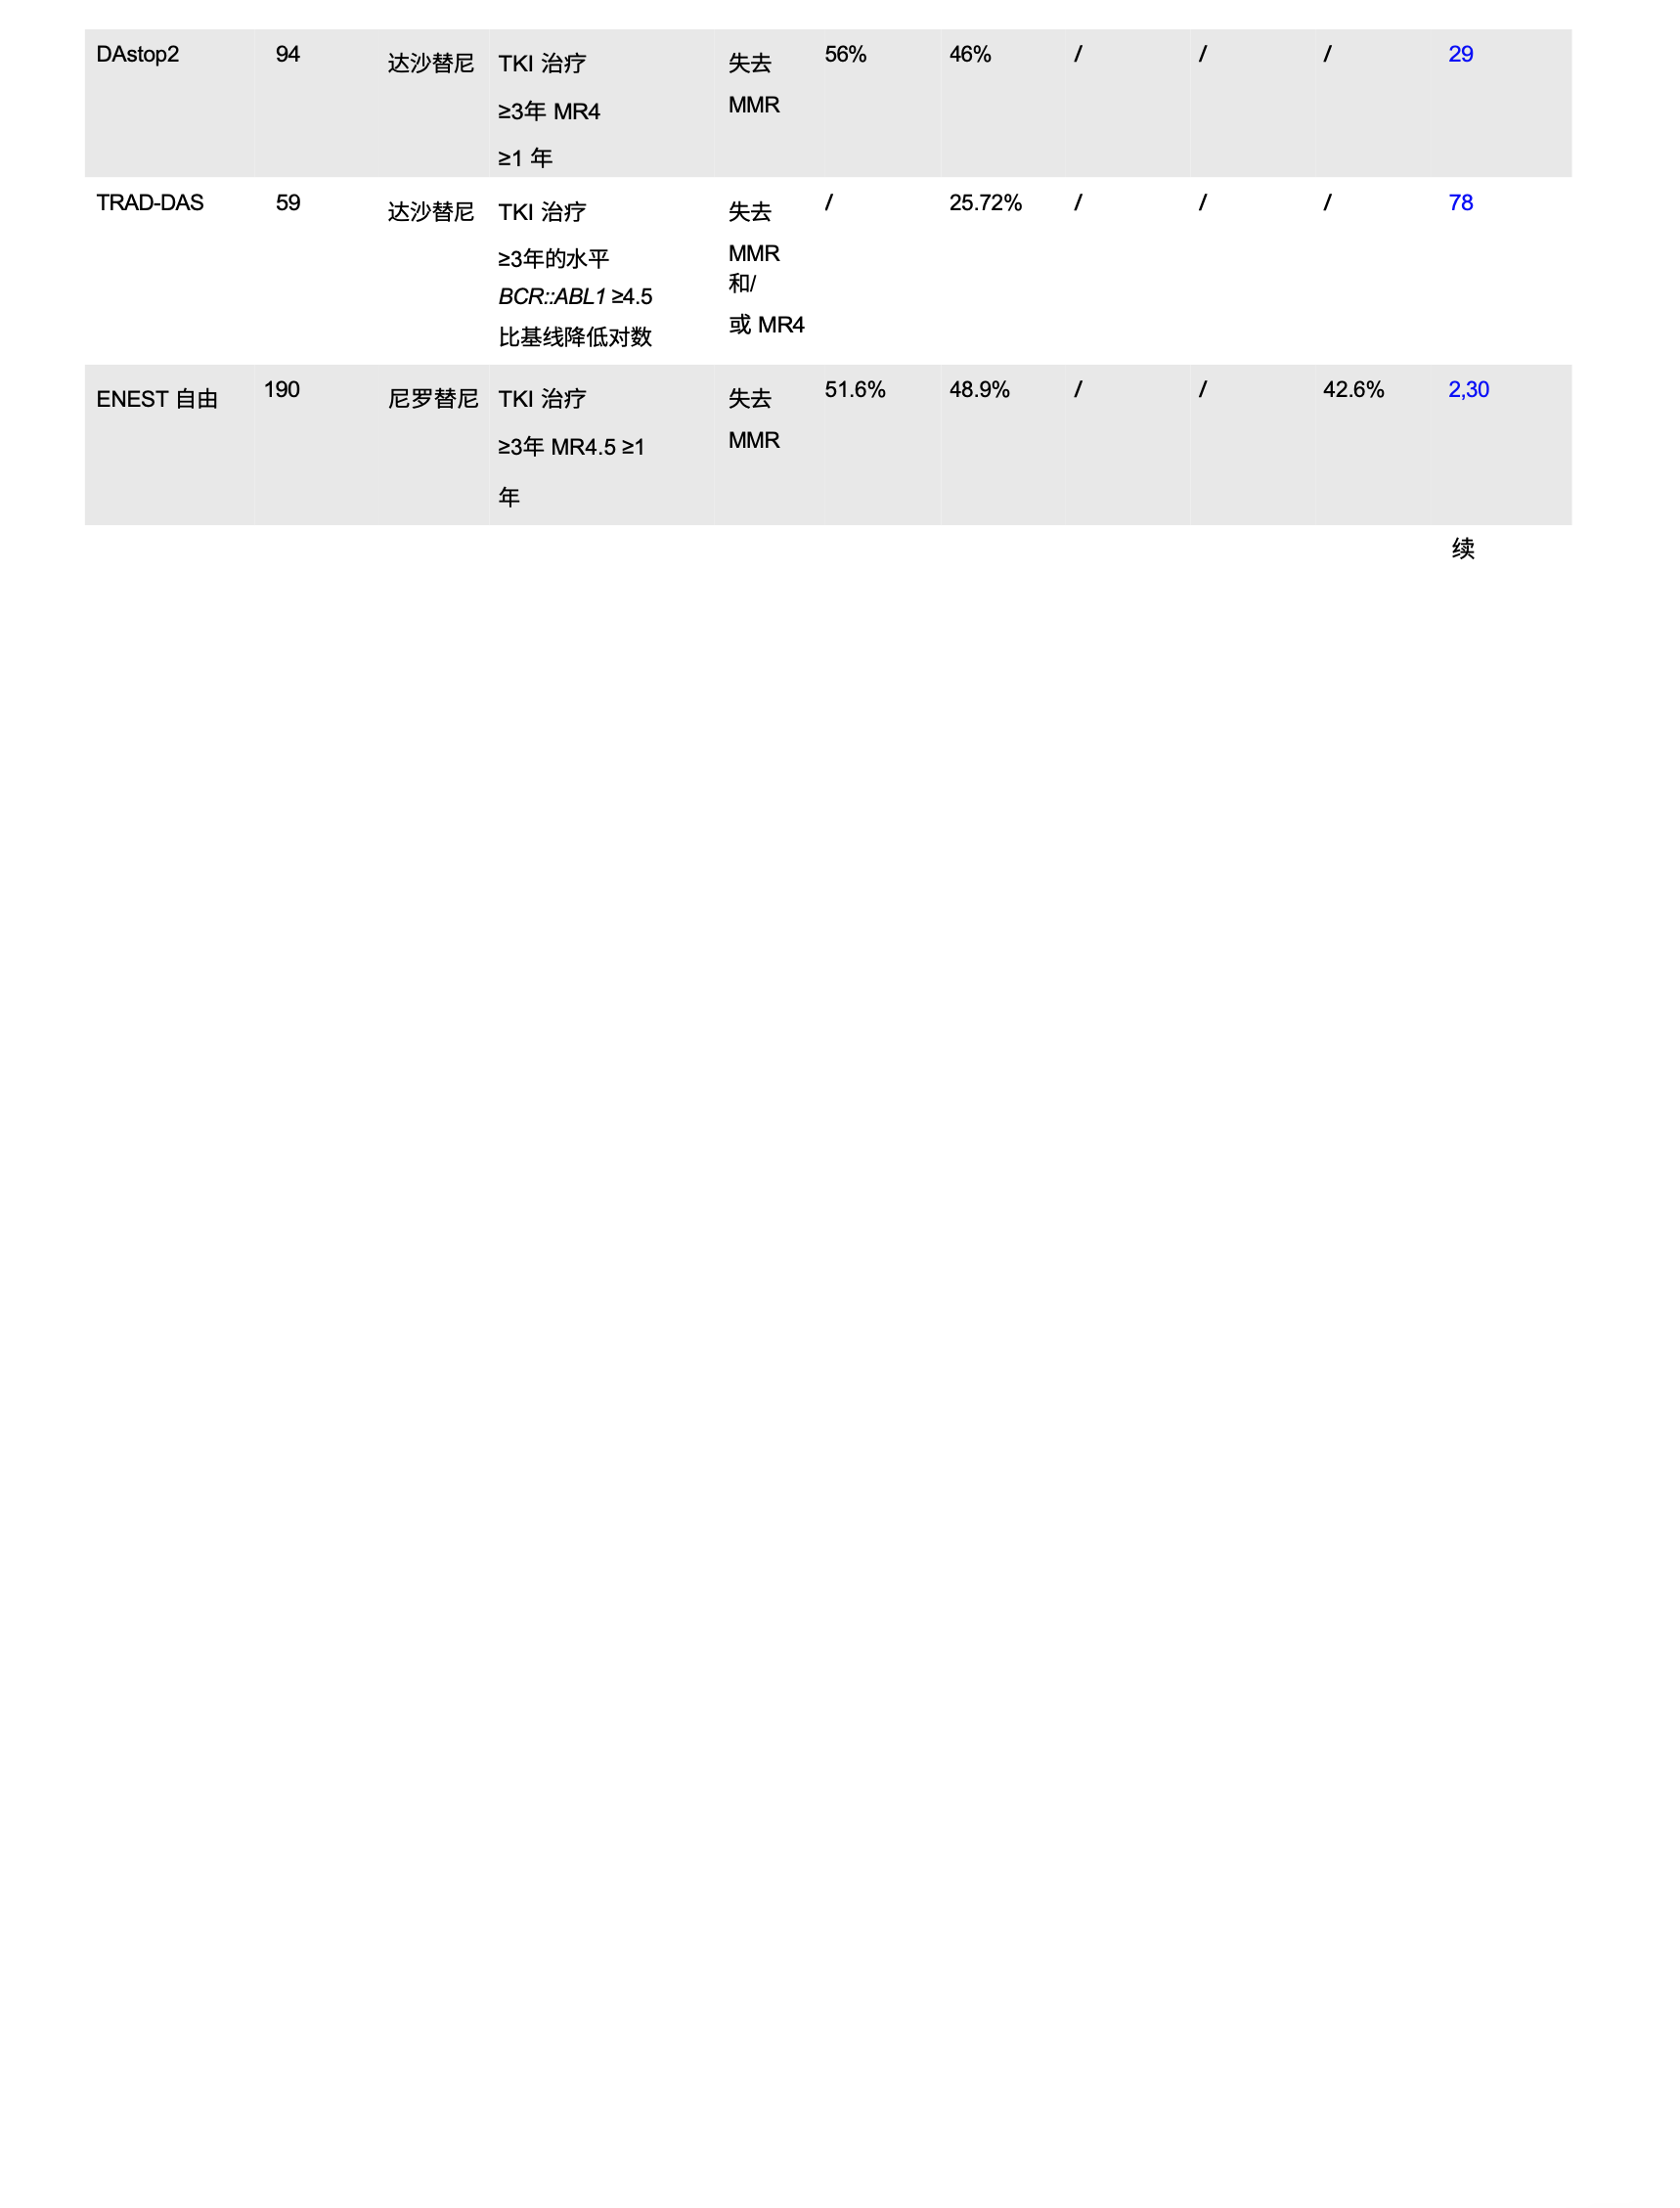 DAstop2 94 达沙替尼 TKI 治疗 失去 56% 46% / / / 29
≥3年 MR4 MMR
≥1 年
TRAD-DAS 59 达沙替尼 TKI 治疗 失去 / 25.72% / / / 78
≥3年的水平 MMR
BCR::ABL1 ≥4.5 和/
比基线降低对数 或 MR4
ENEST 自由 190 尼罗替尼 TKI 治疗 失去 51.6% 48.9% / / 42.6% 2,30
≥3年 MR4.5 ≥1 MMR
年
续